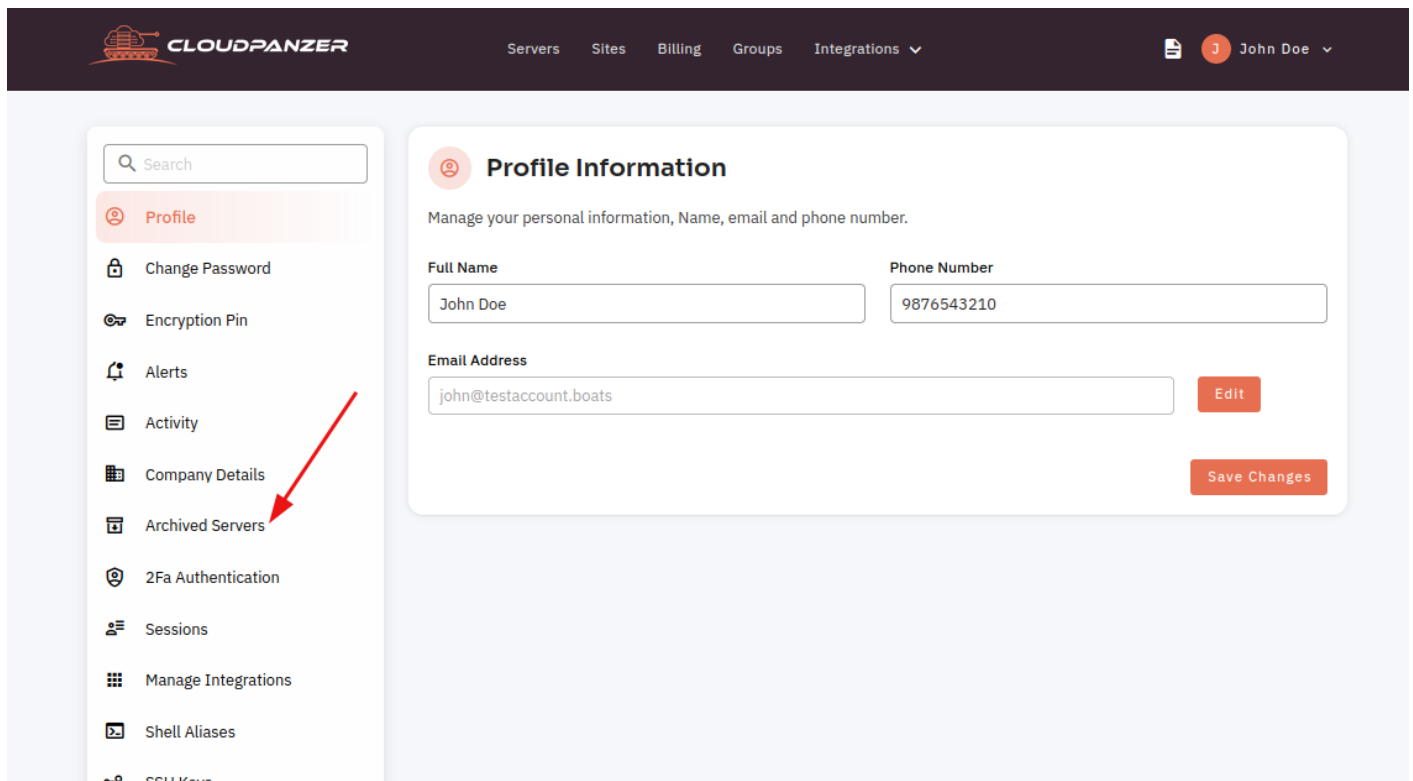 CLOUDPANZER
Servers Sites Billing Groups Integrations
J John Doe
Search
Profile
Change Password
Encryption Pin
Alerts
Activity
Company Details
Archived Servers
2Fa Authentication
Sessions
Manage Integrations
Shell Aliases
SSH Keys
Profile Information
Manage your personal information, Name, email and phone number.
Full Name Phone Number
John Doe 9876543210
Email Address
john@testaccount.boats Edit
Save Changes